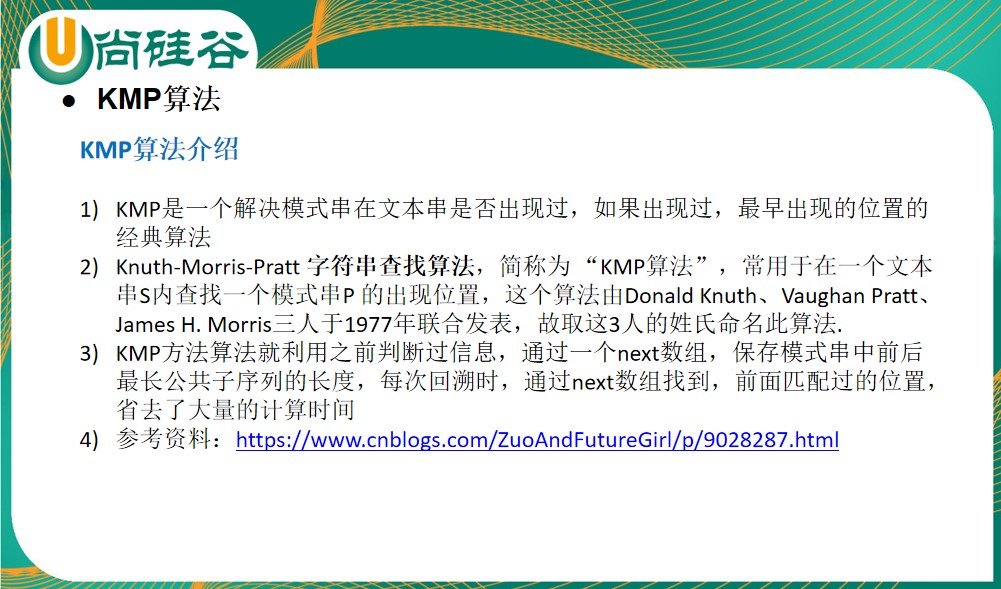 尚硅谷
● KMP算法
KMP算法介绍
1) KMP是一个解决模式串在文本串是否出现过，如果出现过，最早出现的位置的
经典算法
2) Knuth-Morris-Pratt 字符串查找算法，简称为 “KMP算法”，常用于在一个文本
串S内查找一个模式串P 的出现位置，这个算法由Donald Knuth、Vaughan Pratt、
James H. Morris三人于1977年联合发表，故取这3人的姓氏命名此算法.
3) KMP方法算法就利用之前判断过信息，通过一个next数组，保存模式串中前后
最长公共子序列的长度，每次回溯时，通过next数组找到，前面匹配过的位置，
省去了大量的计算时间
4) 参考资料：https://www.cnblogs.com/ZuoAndFutureGirl/p/9028287.html